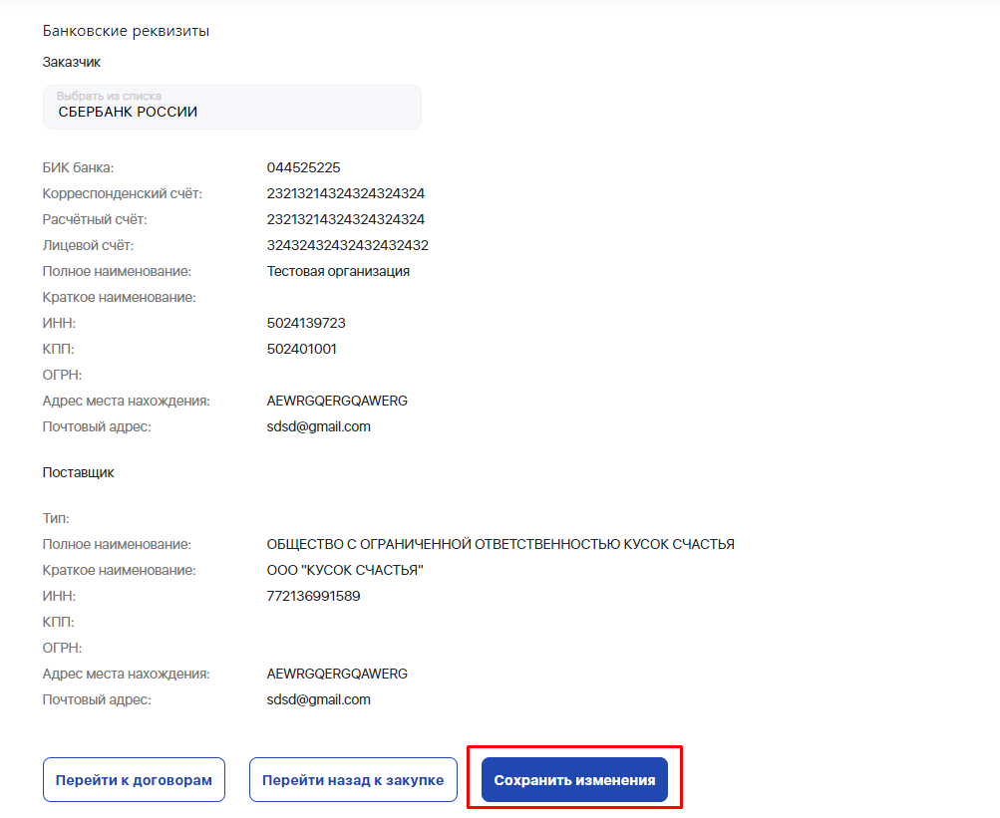 Банковские реквизиты
Заказчик
Выбрать из списка
СБЕРБАНК РОССИИ
БИК банка: 044525225
Корреспонденский счёт: 23213214324324324324
Расчётный счёт: 23213214324324324324
Лицевой счёт: 32432432432432432432
Полное наименование: Тестовая организация
Краткое наименование:
ИНН: 5024139723
КПП: 502401001
ОГРН:
Адрес места нахождения: AEWRGQERGQAWERG
Почтовый адрес: sdsd@gmail.com
Поставщик
Тип:
Полное наименование: ОБЩЕСТВО С ОГРАНИЧЕННОЙ ОТВЕТСТВЕННОСТЬЮ КУСОК СЧАСТЬЯ
Краткое наименование: ООО "КУСОК СЧАСТЬЯ"
ИНН: 772136991589
КПП:
ОГРН:
Адрес места нахождения: AEWRGQERGQAWERG
Почтовый адрес: sdsd@gmail.com
Перейти к договорам Перейти назад к закупке Сохранить изменения